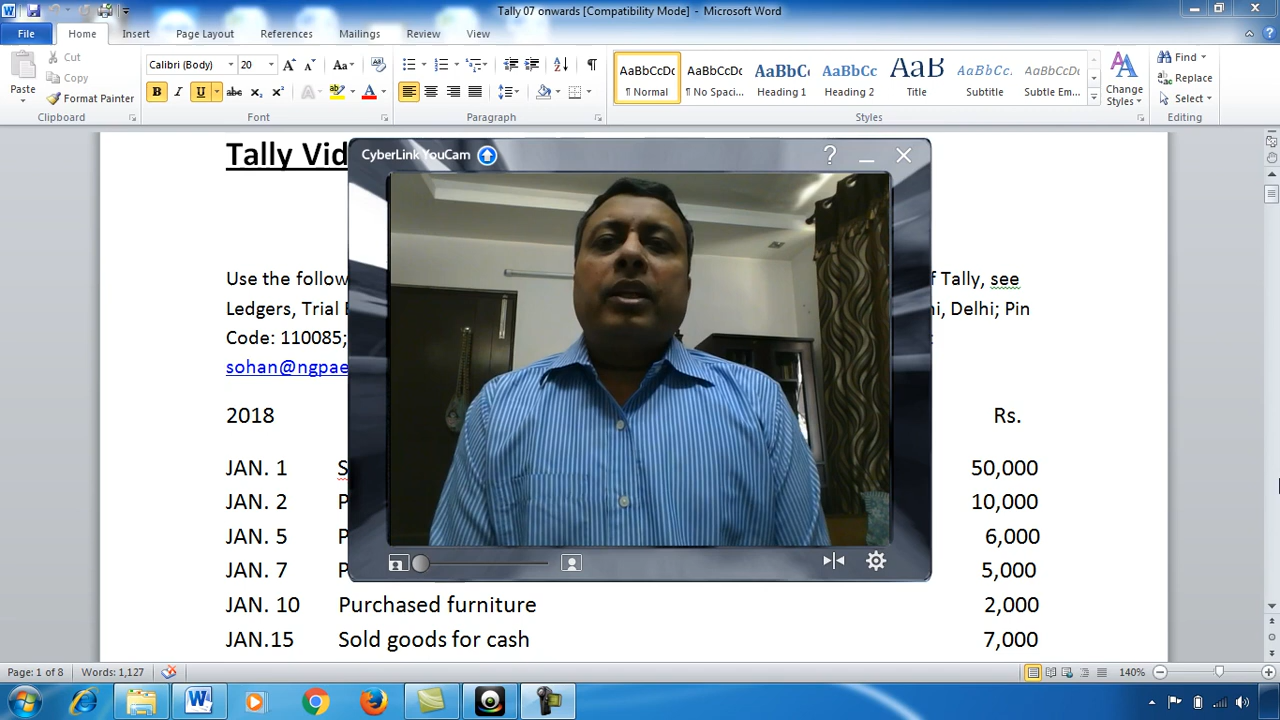 Tally 07 onwards [Compatibility Mode] - Microsoft Word
File Home Insert Page Layout References Mailings Review View
Cut
Copy
Format Painter
Paste
Clipboard
Calibri (Body) 20
Font
Paragraph
AaBbCcDc AaBbCcDc AaBbCc AaBbCc AaB AaBbCc. AaBbCcDc
¶ Normal ¶ No Spaci... Heading 1 Heading 2 Title Subtitle Subtle Em...
Change Styles
Styles
Find
Replace
Select
Editing
Tally Vid
CyberLink YouCam
Use the follow f Tally, see
Ledgers, Trial ni, Delhi; Pin
Code: 110085;
sohan@ngpae
2018 Rs.
JAN. 1 S 50,000
JAN. 2 P 10,000
JAN. 5 P 6,000
JAN. 7 P 5,000
JAN. 10 Purchased furniture 2,000
JAN.15 Sold goods for cash 7,000
Page: 1 of 8 Words: 1,127 140%